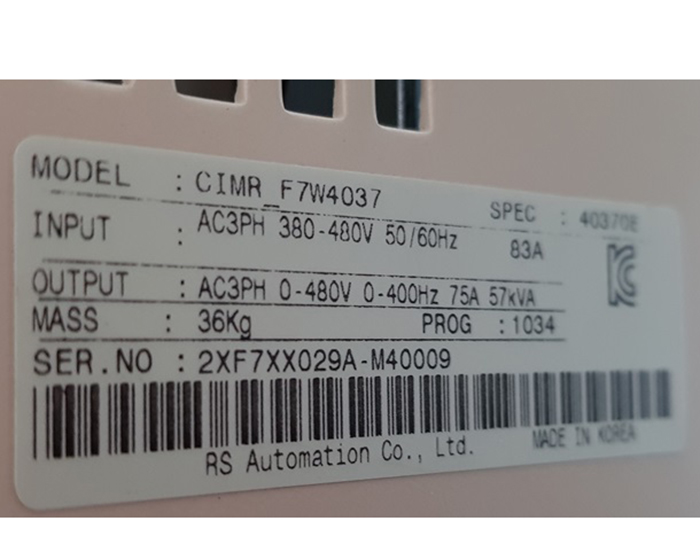 MODEL : CIMR_F7W4037 SPEC : 40370E
INPUT : AC3PH 380-480V 50/60Hz 83A
OUTPUT : AC3PH 0-480V 0-400Hz 75A 57kVA
MASS : 36Kg PROG : 1034
SER.NO : 2XF7XX029A-M40009
RS Automation Co., Ltd. MADE IN KOREA